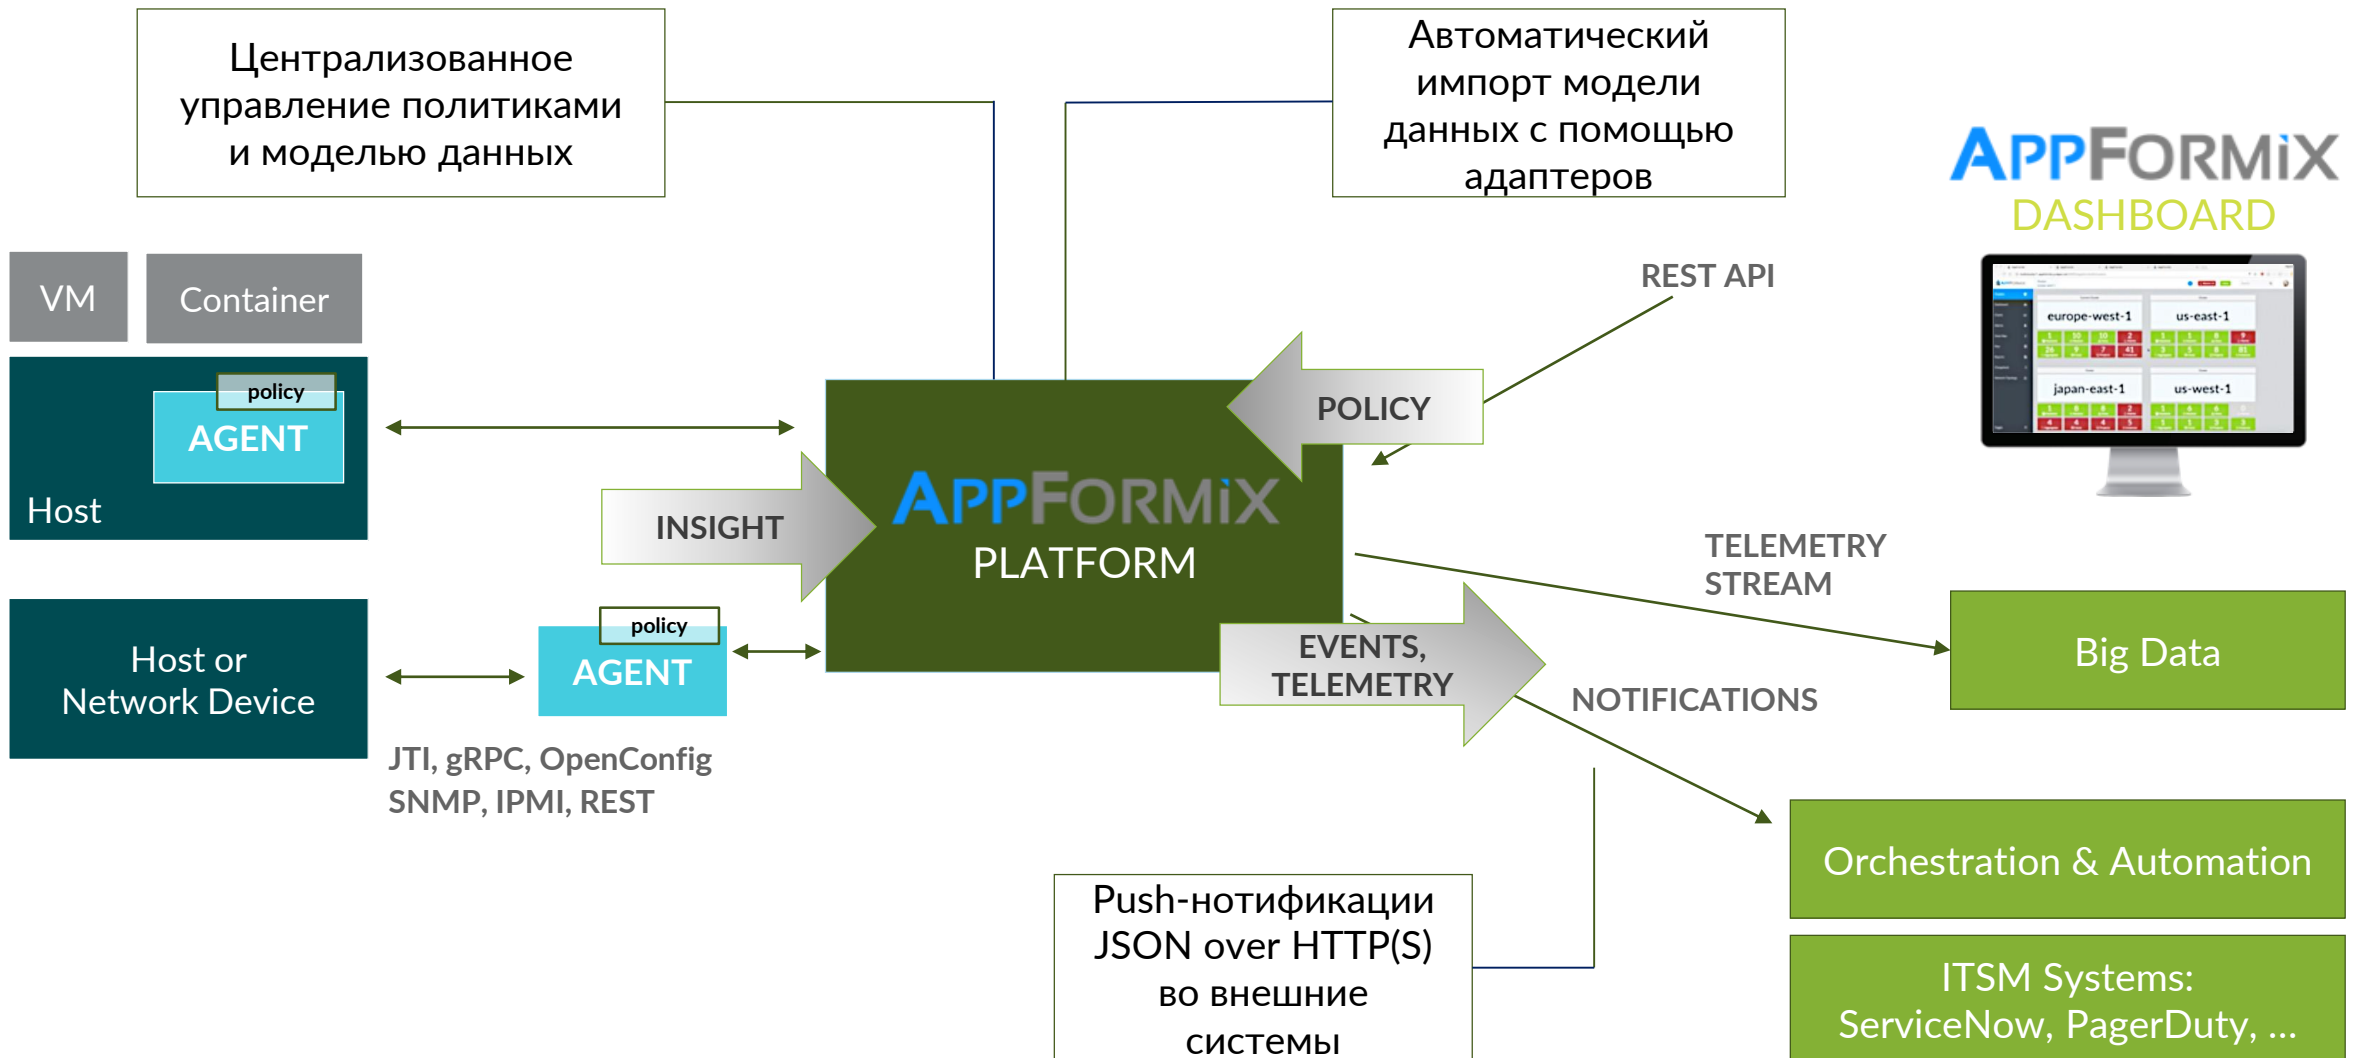 Централизованное
управление политиками
и моделью данных
Автоматический
импорт модели
данных с помощью
адаптеров
APPFORMiX
DASHBOARD
VM
Container
policy
AGENT
Host
REST API
POLICY
INSIGHT
APPFORMiX
PLATFORM
europe-west-1
us-east-1
japan-east-1
us-west-1
TELEMETRY
STREAM
Big Data
Host or
Network Device
policy
AGENT
EVENTS,
TELEMETRY
NOTIFICATIONS
JTI, gRPC, OpenConfig
SNMP, IPMI, REST
Orchestration & Automation
Push-нотификации
JSON over HTTP(S)
во внешние
системы
ITSM Systems:
ServiceNow, PagerDuty, ...